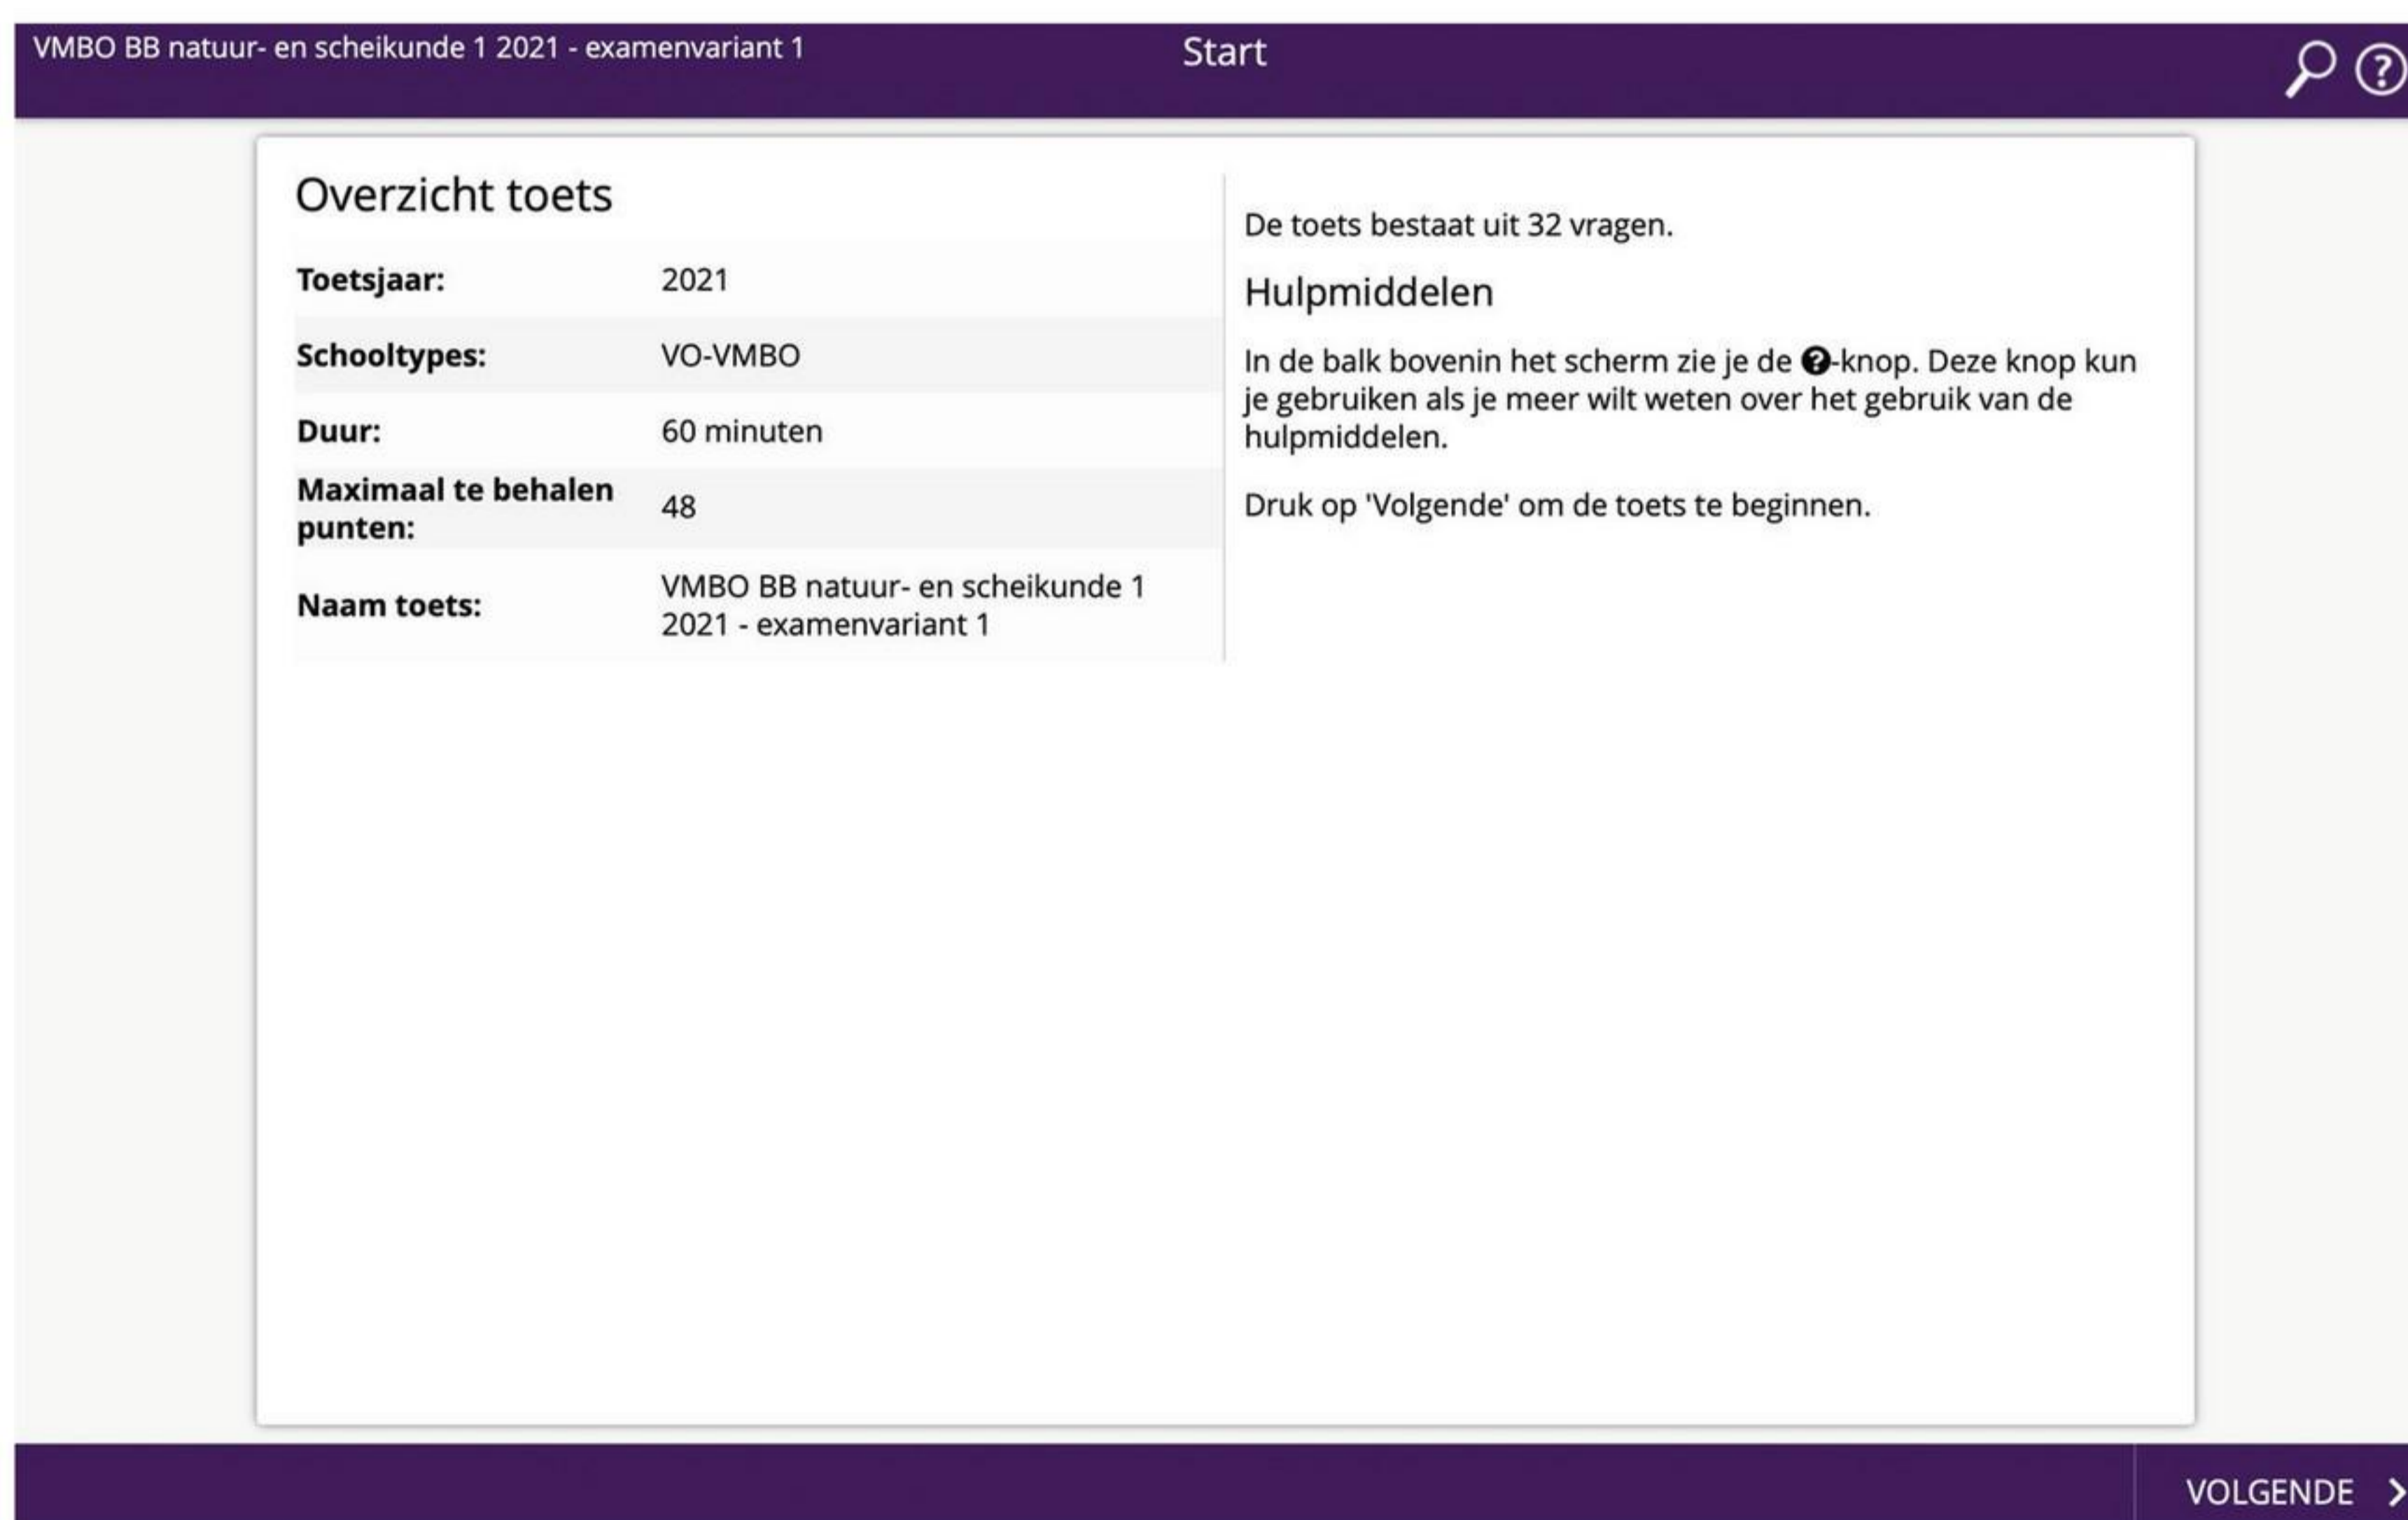 VMBO BB natuur- en scheikunde 1 2021 - examenvariant 1
Start
Overzicht toets
Toetsjaar: 2021
Schooltypes: VO-VMBO
Duur: 60 minuten
Maximaal te behalen punten: 48
Naam toets: VMBO BB natuur- en scheikunde 1
2021 - examenvariant 1
De toets bestaat uit 32 vragen.
Hulpmiddelen
In de balk bovenin het scherm zie je de ?-knop. Deze knop kun
je gebruiken als je meer wilt weten over het gebruik van de
hulpmiddelen.
Druk op 'Volgende' om de toets te beginnen.
VOLGENDE